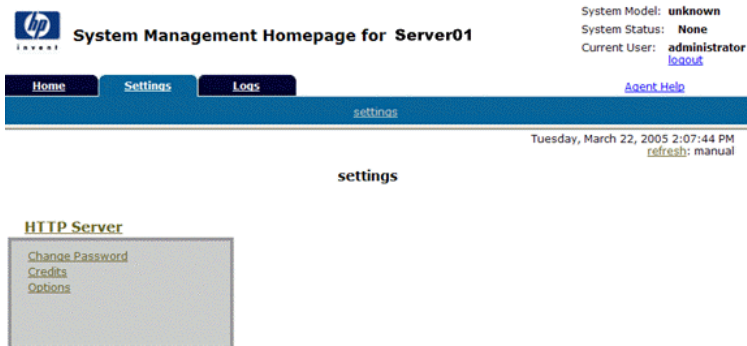 hp
invent
System Management Homepage for Server01
System Model: unknown
System Status: None
Current User: administrator
logout
Home
Settings
Logs
Agent Help
settings
Tuesday, March 22, 2005 2:07:44 PM
refresh: manual
settings
HTTP Server
Change Password
Credits
Options